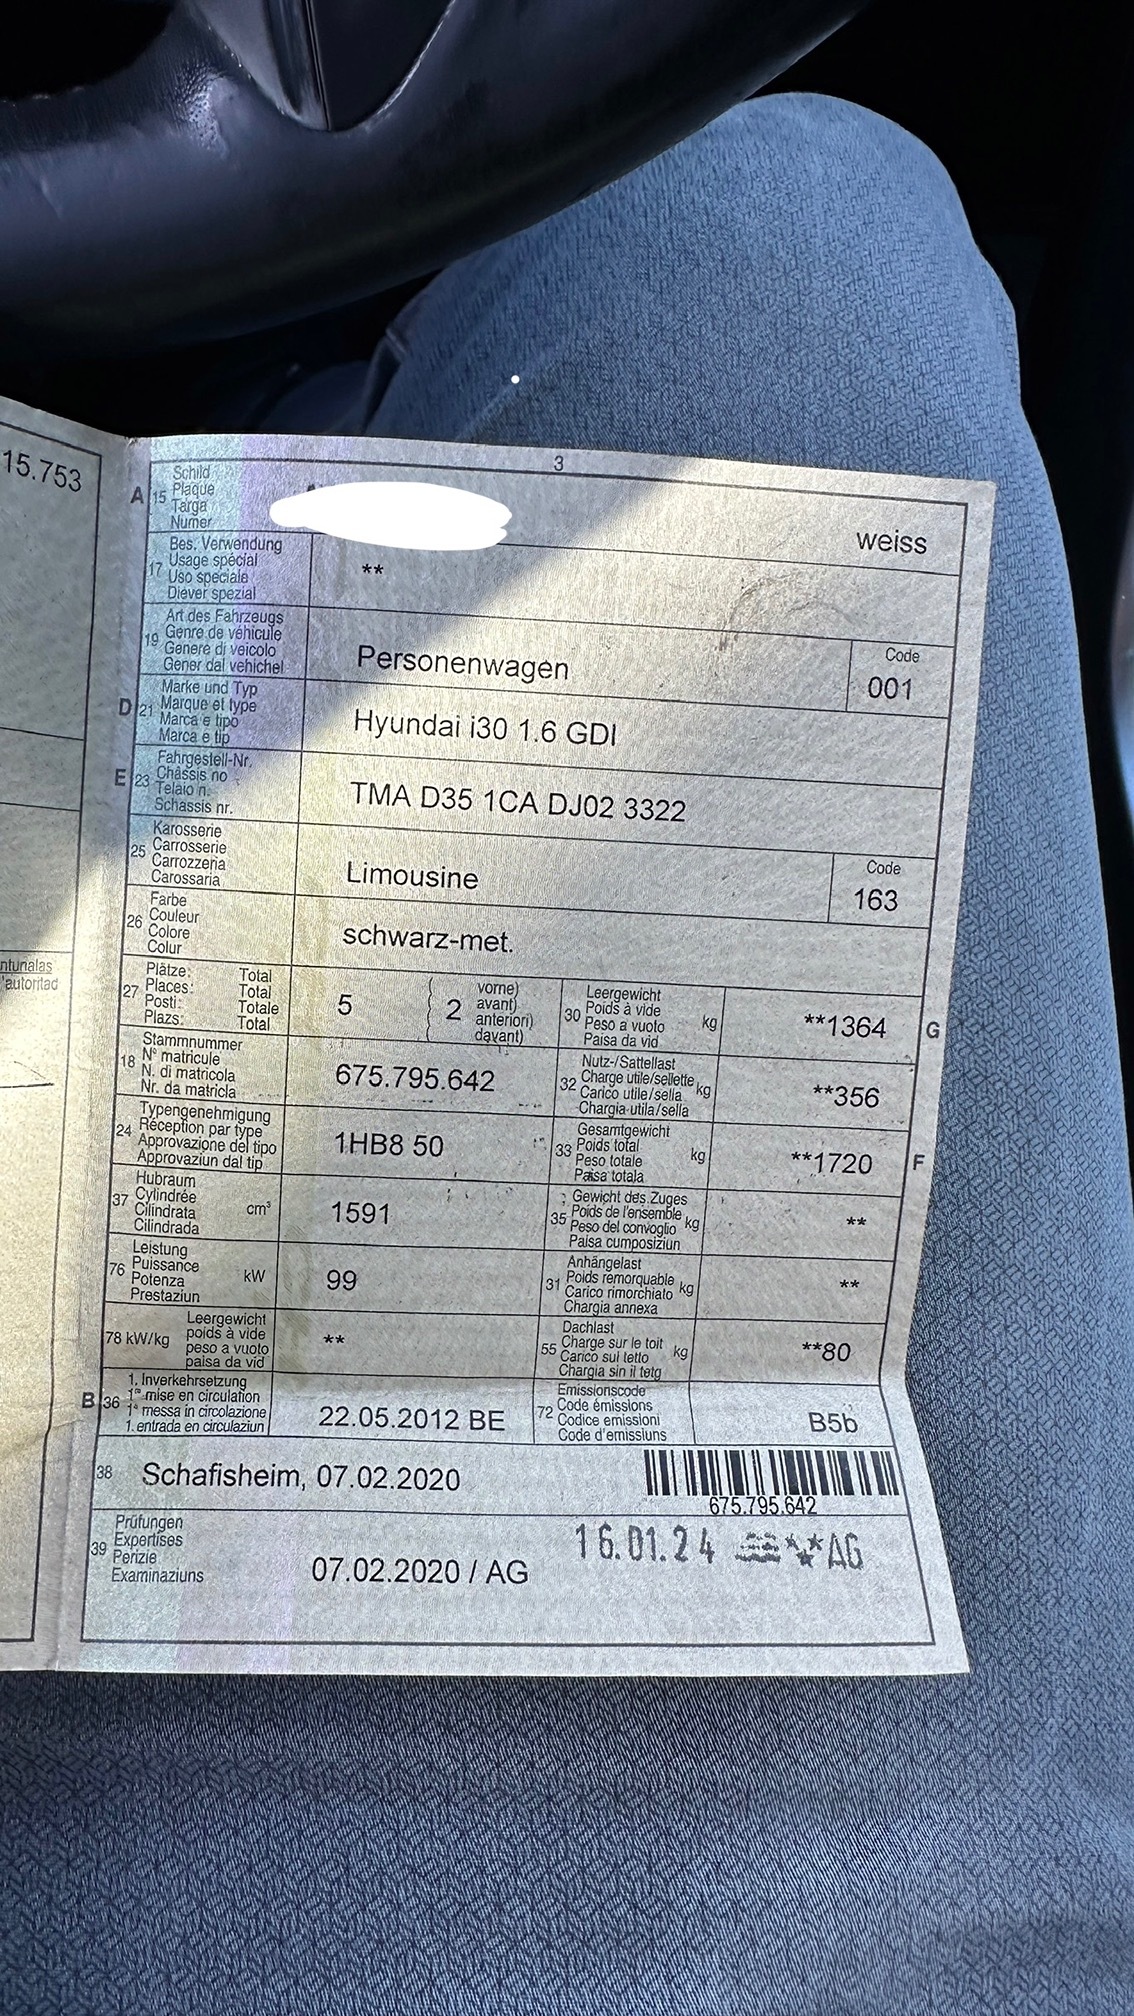 15.753
nturialas
'autoritad
3
A 15 Schild
Plaque
Targa
Numer
weiss
17 Bes. Verwendung
Usage spécial
Uso speciale
Diever spezial
**
19 Art des Fahrzeugs
Genre de véhicule
Genere di veicolo
Gener dal vehichel
Personenwagen
Code
001
D 21 Marke und Typ
Marque et type
Marca e tipo
Marca e tip
Hyundai i30 1.6 GDI
E 23 Fahrgestell-Nr.
Châssis no
Telaio n.
Schassis nr.
TMA D35 1CA DJ02 3322
25 Karosserie
Carrosserie
Carrozzeria
Carossaria
Limousine
Code
163
26 Farbe
Couleur
Colore
Colur
schwarz-met.
27 Plätze: Total
Places: Total
Posti: Totale
Plazs: Total
5
2
vorne)
avant)
anteriori)
davant)
30 Leergewicht
Poids à vide
Peso a vuoto
Paisa da vid
kg
**1364
G
18 Stammnummer
N° matricule
N. di matricola
Nr. da matricla
675.795.642
32 Nutz-/Sattellast
Charge utile/sellette
Carico utile/sella
Chargia utila/sella
kg
**356
24 Typengenehmigung
Réception par type
Approvazione del tipo
Approvaziun dal tip
1HB8 50
33 Gesamtgewicht
Poids total
Peso totale
Paisa totala
kg
**1720
F
37 Hubraum
Cylindrée
Cilindrata
Cilindrada
cm³
1591
35 Gewicht des Zuges
Poids de l'ensemble
Peso del convoglio
Paisa cumposiziun
kg
**
76 Leistung
Puissance
Potenza
Prestaziun
kW
99
31 Anhängelast
Poids remorquable
Carico rimorchiato
Chargia annexa
kg
**
78 kW/kg
Leergewicht
poids à vide
peso a vuoto
paisa da vid
**
55 Dachlast
Charge sur le toit
Carico sul tetto
Chargia sin il tetg
kg
**80
B 36 1. Inverkehrsetzung
1re mise en circulation
1a messa in circolazione
1. entrada en circulaziun
22.05.2012 BE
72 Emissionscode
Code émissions
Codice emissioni
Code d'emissiuns
B5b
38 Schafisheim, 07.02.2020
675.795.642
39 Prüfungen
Expertises
Perizie
Examinaziuns
07.02.2020 / AG
16.01.24 AG